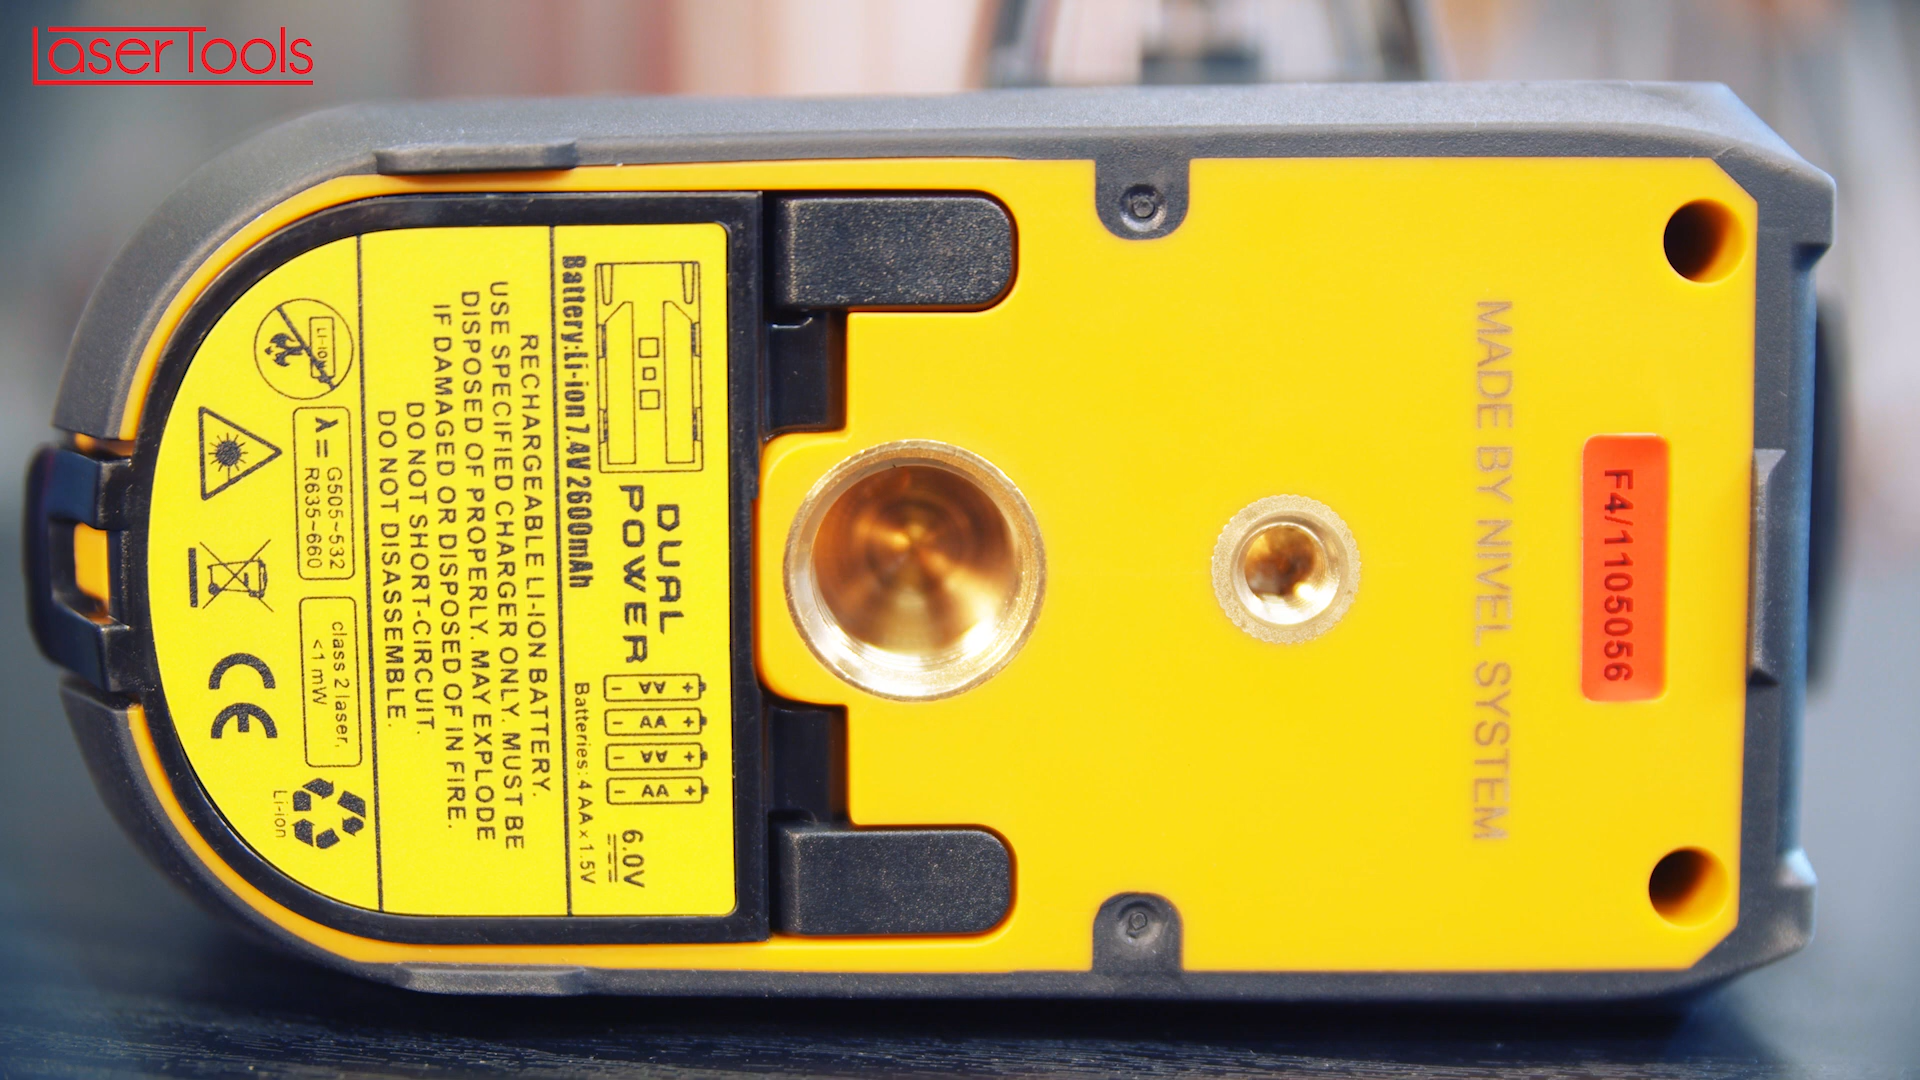 LaserTools
DUAL
POWER
6.0V
+ AA -
+ AA -
+ AA -
+ AA -
Battery:Li-ion 7.4V 2600mAh
Batteries: 4 AA x 1.5V
RECHARGEABLE LI-ION BATTERY.
USE SPECIFIED CHARGER ONLY. MUST BE
DISPOSED OF PROPERLY. MAY EXPLODE
IF DAMAGED OR DISPOSED OF IN FIRE.
DO NOT SHORT-CIRCUIT.
DO NOT DISASSEMBLE.
LI-ION
λ= G505~532
R635~660
class 2 laser,
<1mW
CE
Li-ion
MADE BY NIVEL SYSTEM
F4/1105056